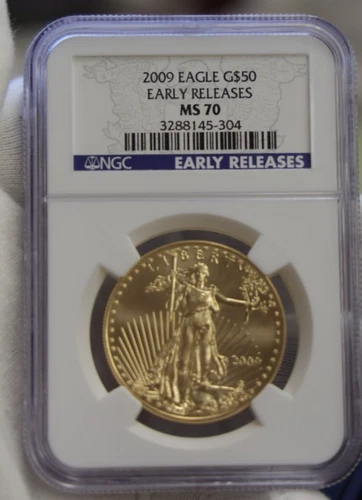 2009 EAGLE G$50
EARLY RELEASES
MS 70
3288145-304
NGC EARLY RELEASES
LIBERTY
2009